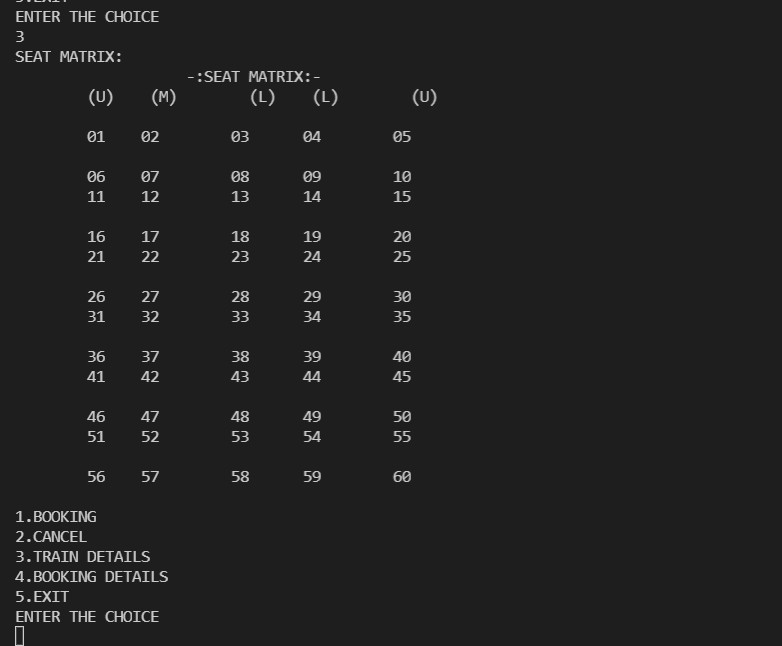 5.EXIT
ENTER THE CHOICE
3
SEAT MATRIX:
-:SEAT MATRIX:-
(U) (M) (L) (L) (U)
01 02 03 04 05
06 07 08 09 10
11 12 13 14 15
16 17 18 19 20
21 22 23 24 25
26 27 28 29 30
31 32 33 34 35
36 37 38 39 40
41 42 43 44 45
46 47 48 49 50
51 52 53 54 55
56 57 58 59 60
1.BOOKING
2.CANCEL
3.TRAIN DETAILS
4.BOOKING DETAILS
5.EXIT
ENTER THE CHOICE